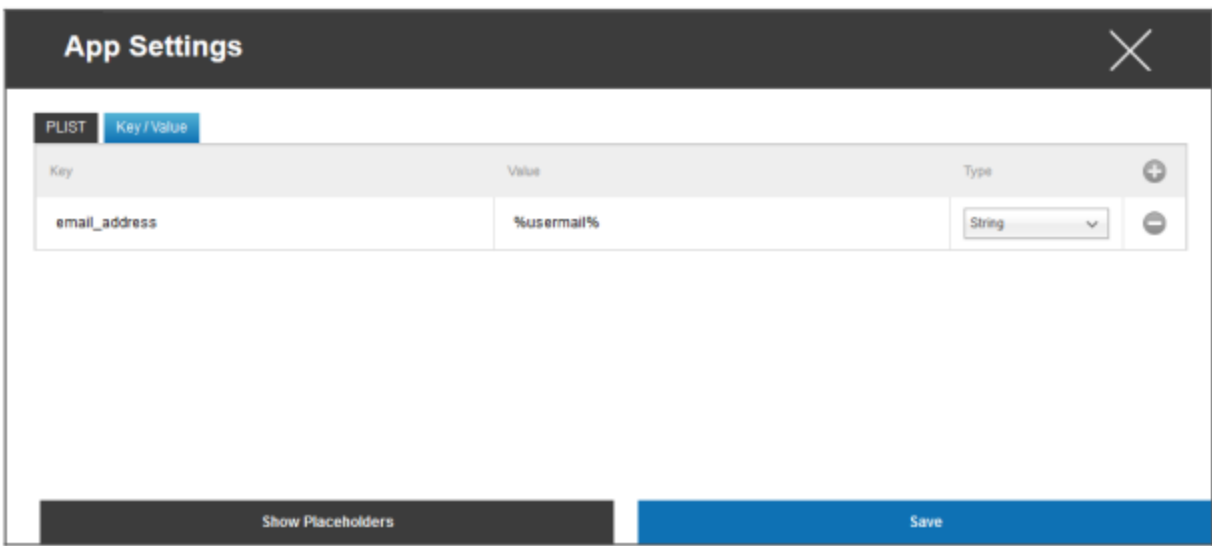 App Settings
PLIST Key / Value
Key Value Type
email_address %usermail% String
Show Placeholders Save